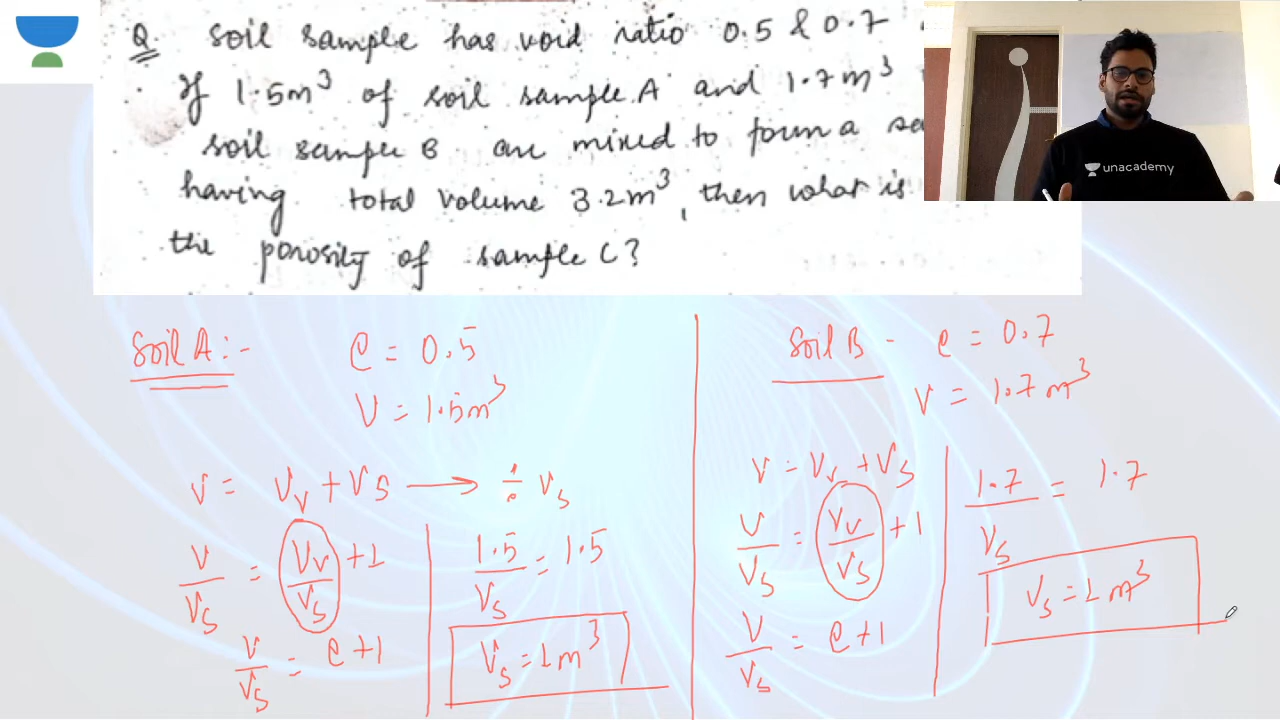 Q. Soil sample has void ratio 0.5 & 0.7
If 1.5m³ of soil sample A and 1.7m³
soil sample B are mixed to form a
having total volume 3.2m³, then what is
the porosity of sample C?
unacademy
Soil A:- e = 0.5
V = 1.5m³
V = Vv + Vs → ÷ Vs
V/Vs = Vv/Vs + 1
V/Vs = e + 1
1.5/Vs = 1.5
Vs = 1m³
Soil B - e = 0.7
V = 1.7m³
V = Vv + Vs
V/Vs = Vv/Vs + 1
V/Vs = e + 1
1.7/Vs = 1.7
Vs = 1m³